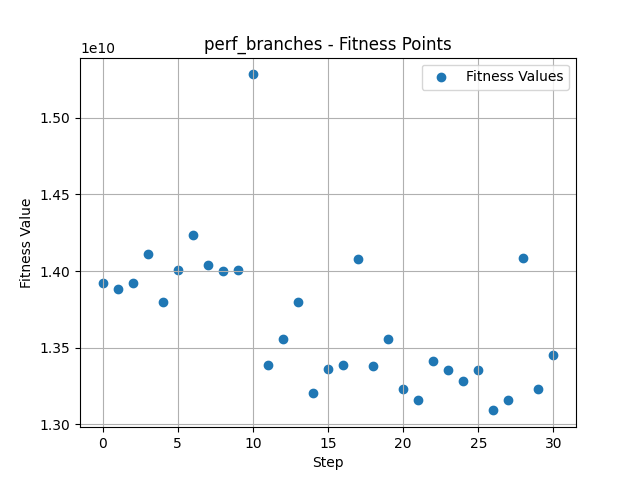 perf_branches - Fitness Points
1e10
Fitness Values
1.50
1.45
1.40
1.35
1.30
Fitness Value
0 5 10 15 20 25 30
Step